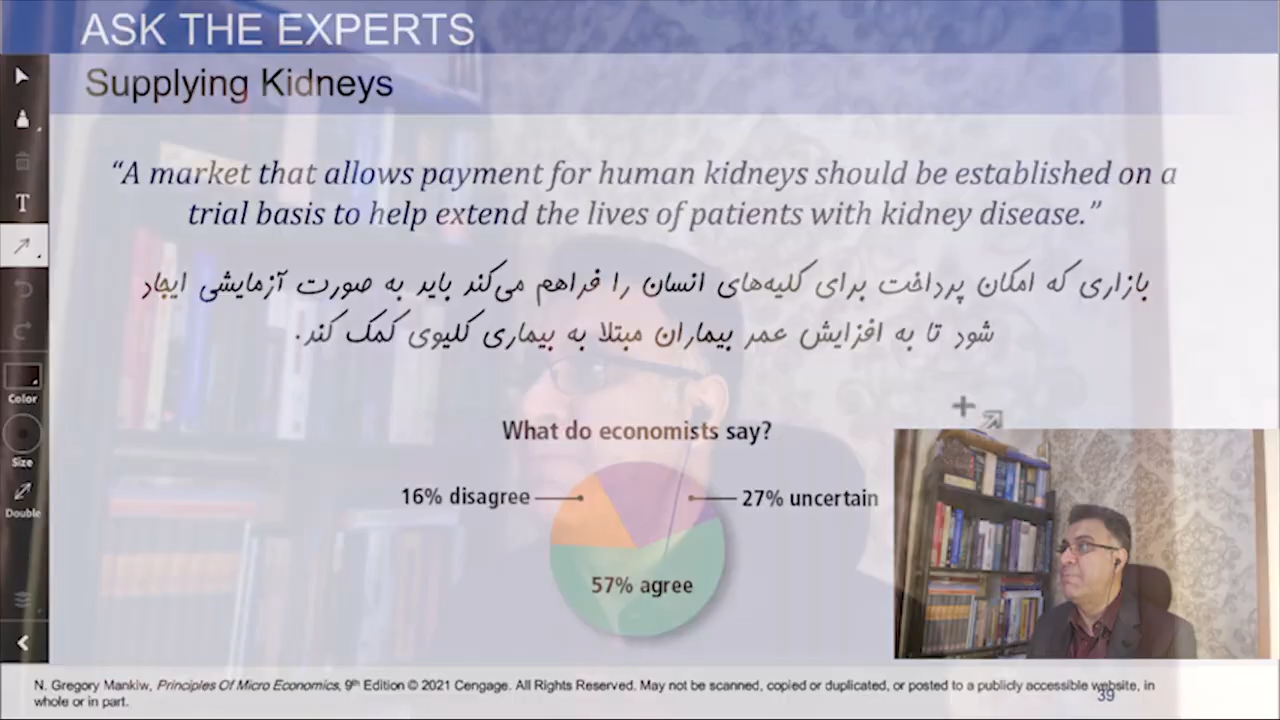 ASK THE EXPERTS
Supplying Kidneys
“A market that allows payment for human kidneys should be established on a
trial basis to help extend the lives of patients with kidney disease.”
بازاری که امکان پرداخت برای کلیه‌های انسان را فراهم می‌کند باید به صورت آزمایشی ایجاد
شود تا به افزایش عمر بیماران مبتلا به بیماری کلیوی کمک کند.
What do economists say?
16% disagree
27% uncertain
57% agree
T
Color
Size
Double
N. Gregory Mankiw, Principles Of Micro Economics, 9th Edition © 2021 Cengage. All Rights Reserved. May not be scanned, copied or duplicated, or posted to a publicly accessible website, in
whole or in part.
39